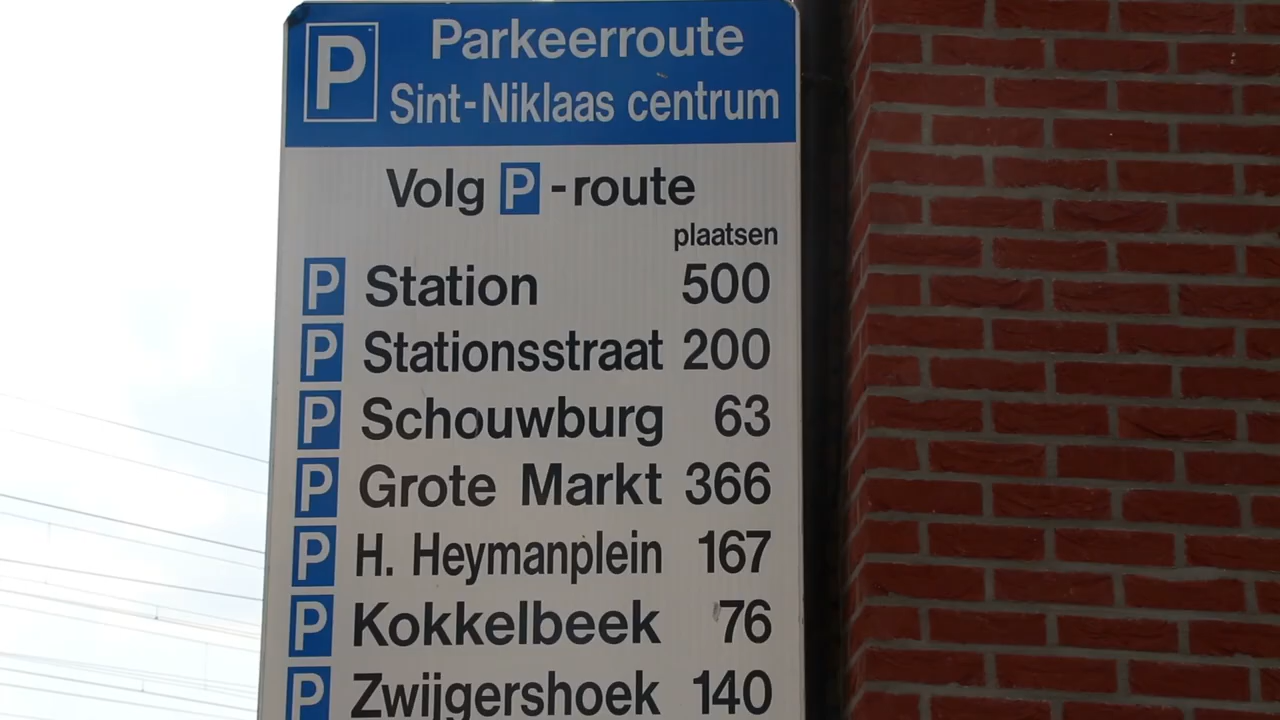 P Parkeerroute
Sint-Niklaas centrum
Volg P -route
plaatsen
P Station 500
P Stationsstraat 200
P Schouwburg 63
P Grote Markt 366
P H. Heymanplein 167
P Kokkelbeek 76
P Zwijgershoek 140